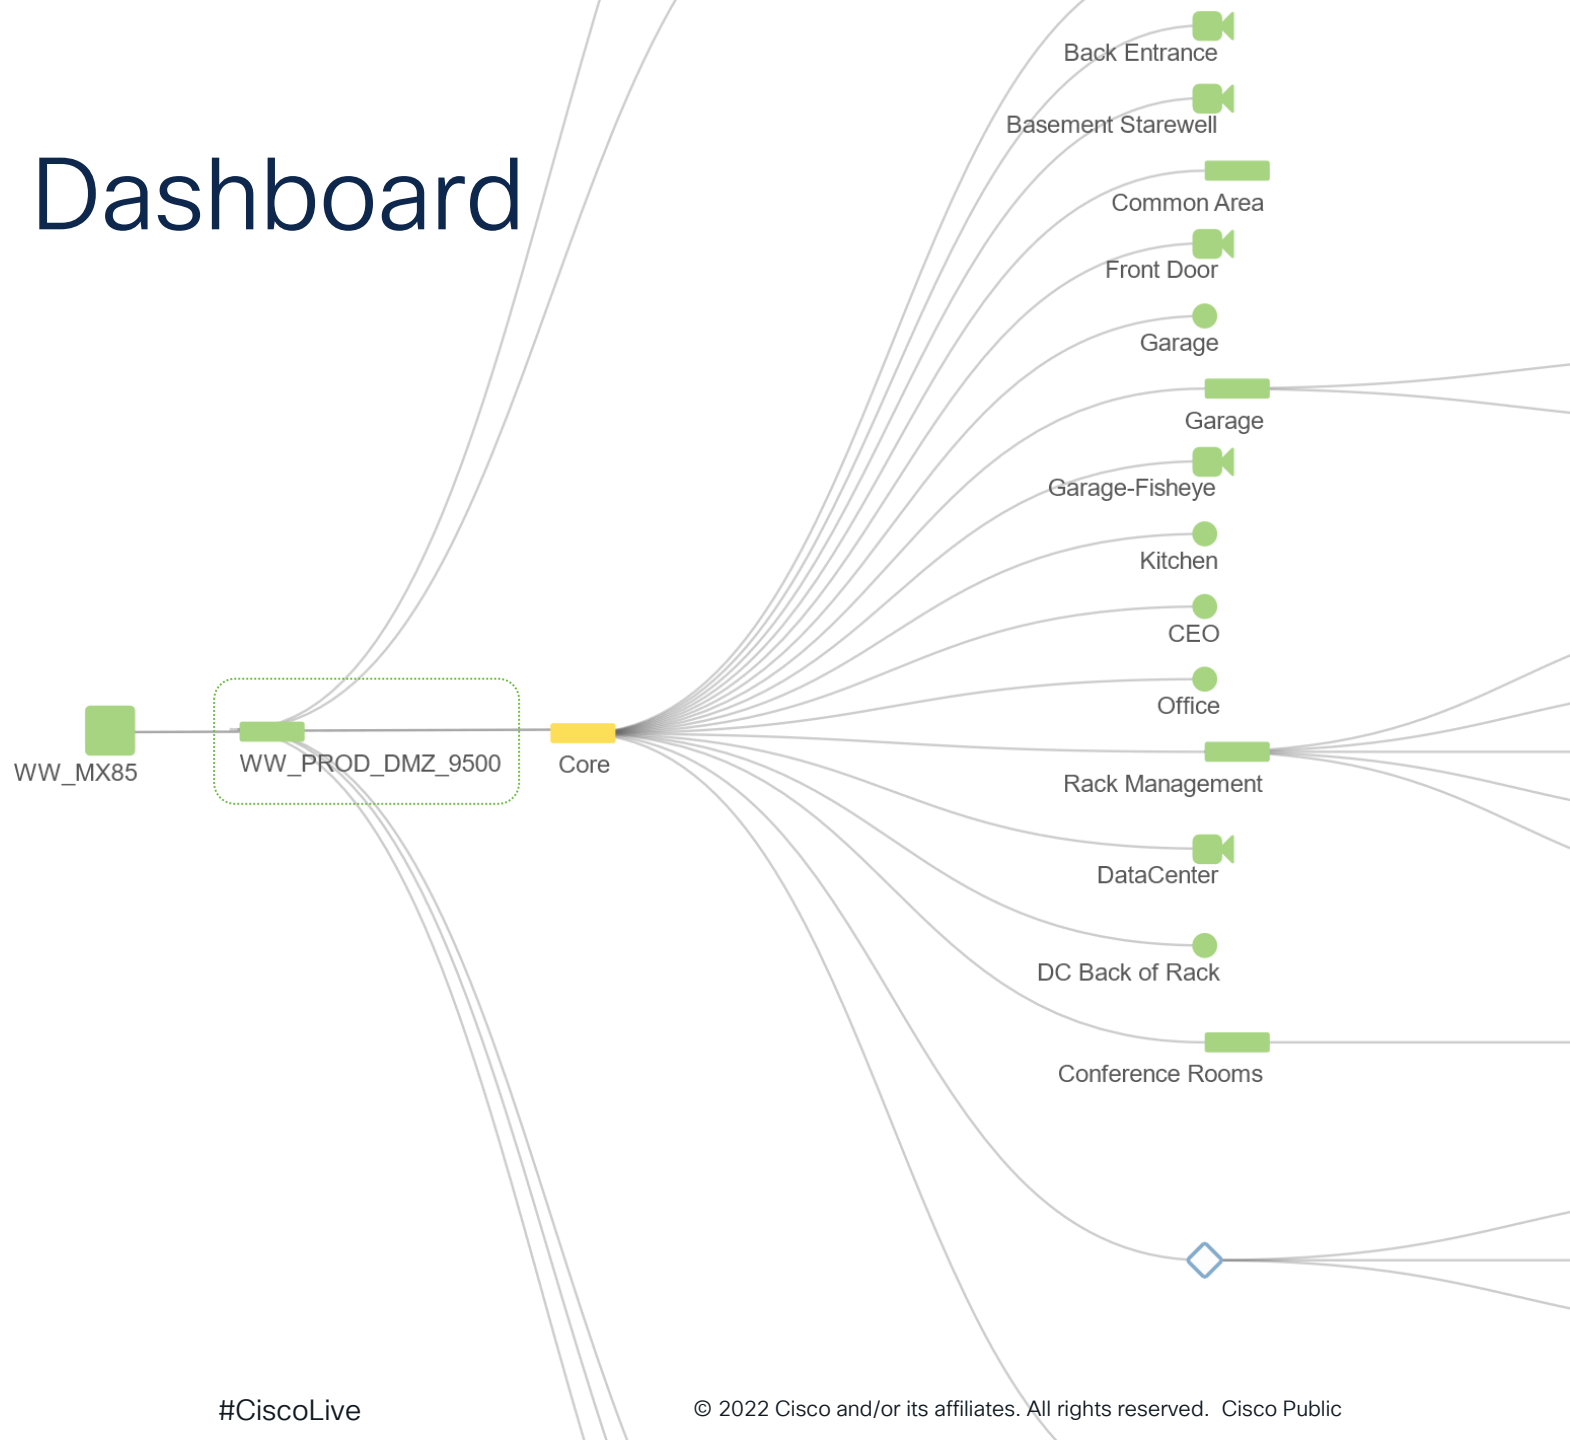 Dashboard
Back Entrance
Basement Starewell
Common Area
Front Door
Garage
Garage
Garage-Fisheye
Kitchen
CEO
Office
WW_MX85
WW_PROD_DMZ_9500
Core
Rack Management
DataCenter
DC Back of Rack
Conference Rooms
#CiscoLive
© 2022 Cisco and/or its affiliates. All rights reserved. Cisco Public